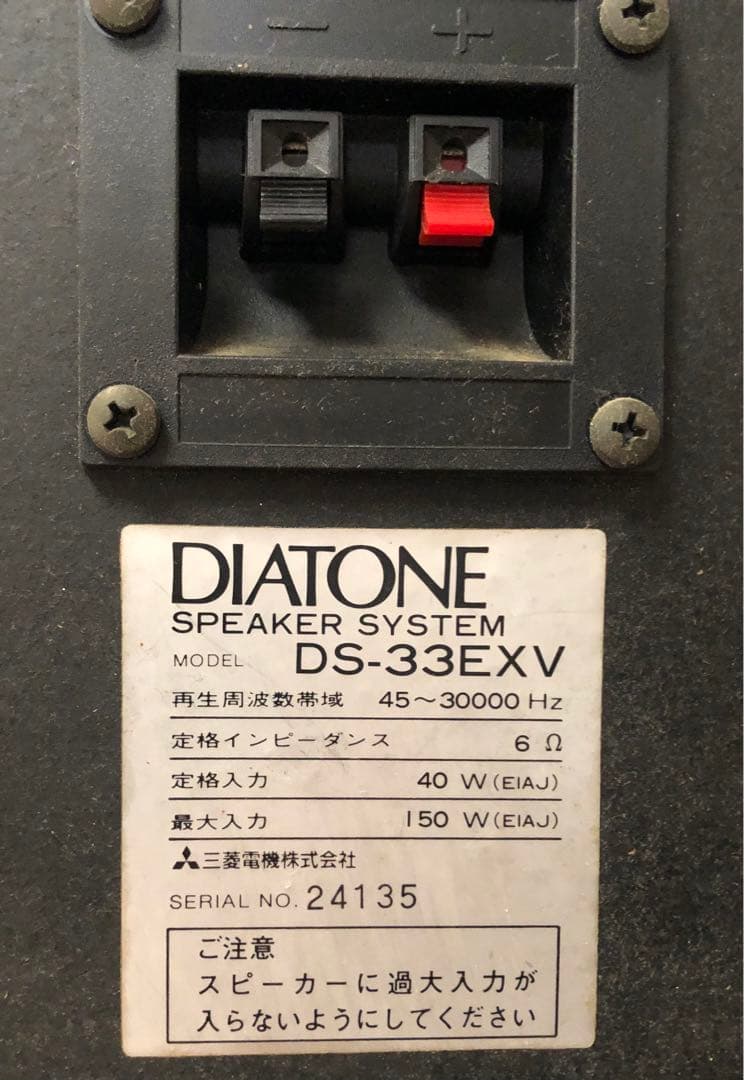 − +
DIATONE
SPEAKER SYSTEM
MODEL DS-33EXV
再生周波数帯域 45～30000 Hz
定格インピーダンス 6 Ω
定格入力 40 W(EIAJ)
最大入力 150 W(EIAJ)
三菱電機株式会社
SERIAL NO. 24135
ご注意
スピーカーに過大入力が
入らないようにしてください